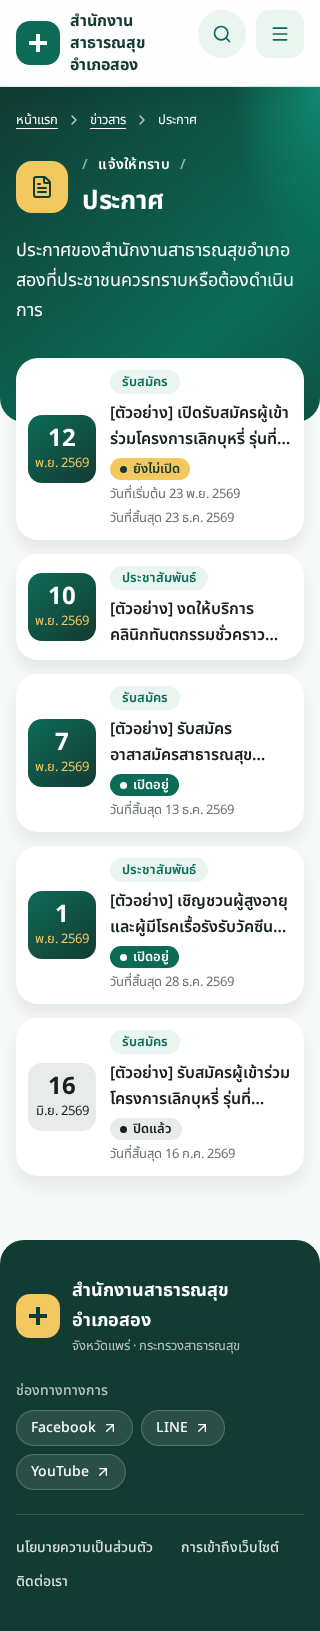 สำนักงาน
สาธารณสุข
อำเภอสอง
หน้าแรก
ข่าวสาร
ประกาศ
/ แจ้งให้ทราบ /
ประกาศ
ประกาศของสำนักงานสาธารณสุขอำเภอ
สองที่ประชาชนควรทราบหรือต้องดำเนิน
การ
12
พ.ย. 2569
รับสมัคร
[ตัวอย่าง] เปิดรับสมัครผู้เข้า
ร่วมโครงการเลิกบุหรี่ รุ่นที่...
ยังไม่เปิด
วันที่เริ่มต้น 23 พ.ย. 2569
วันที่สิ้นสุด 23 ธ.ค. 2569
10
พ.ย. 2569
ประชาสัมพันธ์
[ตัวอย่าง] งดให้บริการ
คลินิกทันตกรรมชั่วคราว...
7
พ.ย. 2569
รับสมัคร
[ตัวอย่าง] รับสมัคร
อาสาสมัครสาธารณสุข...
เปิดอยู่
วันที่สิ้นสุด 13 ธ.ค. 2569
1
พ.ย. 2569
ประชาสัมพันธ์
[ตัวอย่าง] เชิญชวนผู้สูงอายุ
และผู้มีโรคเรื้อรังรับวัคซีน...
เปิดอยู่
วันที่สิ้นสุด 28 ธ.ค. 2569
16
มิ.ย. 2569
รับสมัคร
[ตัวอย่าง] รับสมัครผู้เข้าร่วม
โครงการเลิกบุหรี่ รุ่นที่...
ปิดแล้ว
วันที่สิ้นสุด 16 ก.ค. 2569
สำนักงานสาธารณสุข
อำเภอสอง
จังหวัดแพร่ · กระทรวงสาธารณสุข
ช่องทางทางการ
Facebook
LINE
YouTube
นโยบายความเป็นส่วนตัว
การเข้าถึงเว็บไซต์
ติดต่อเรา